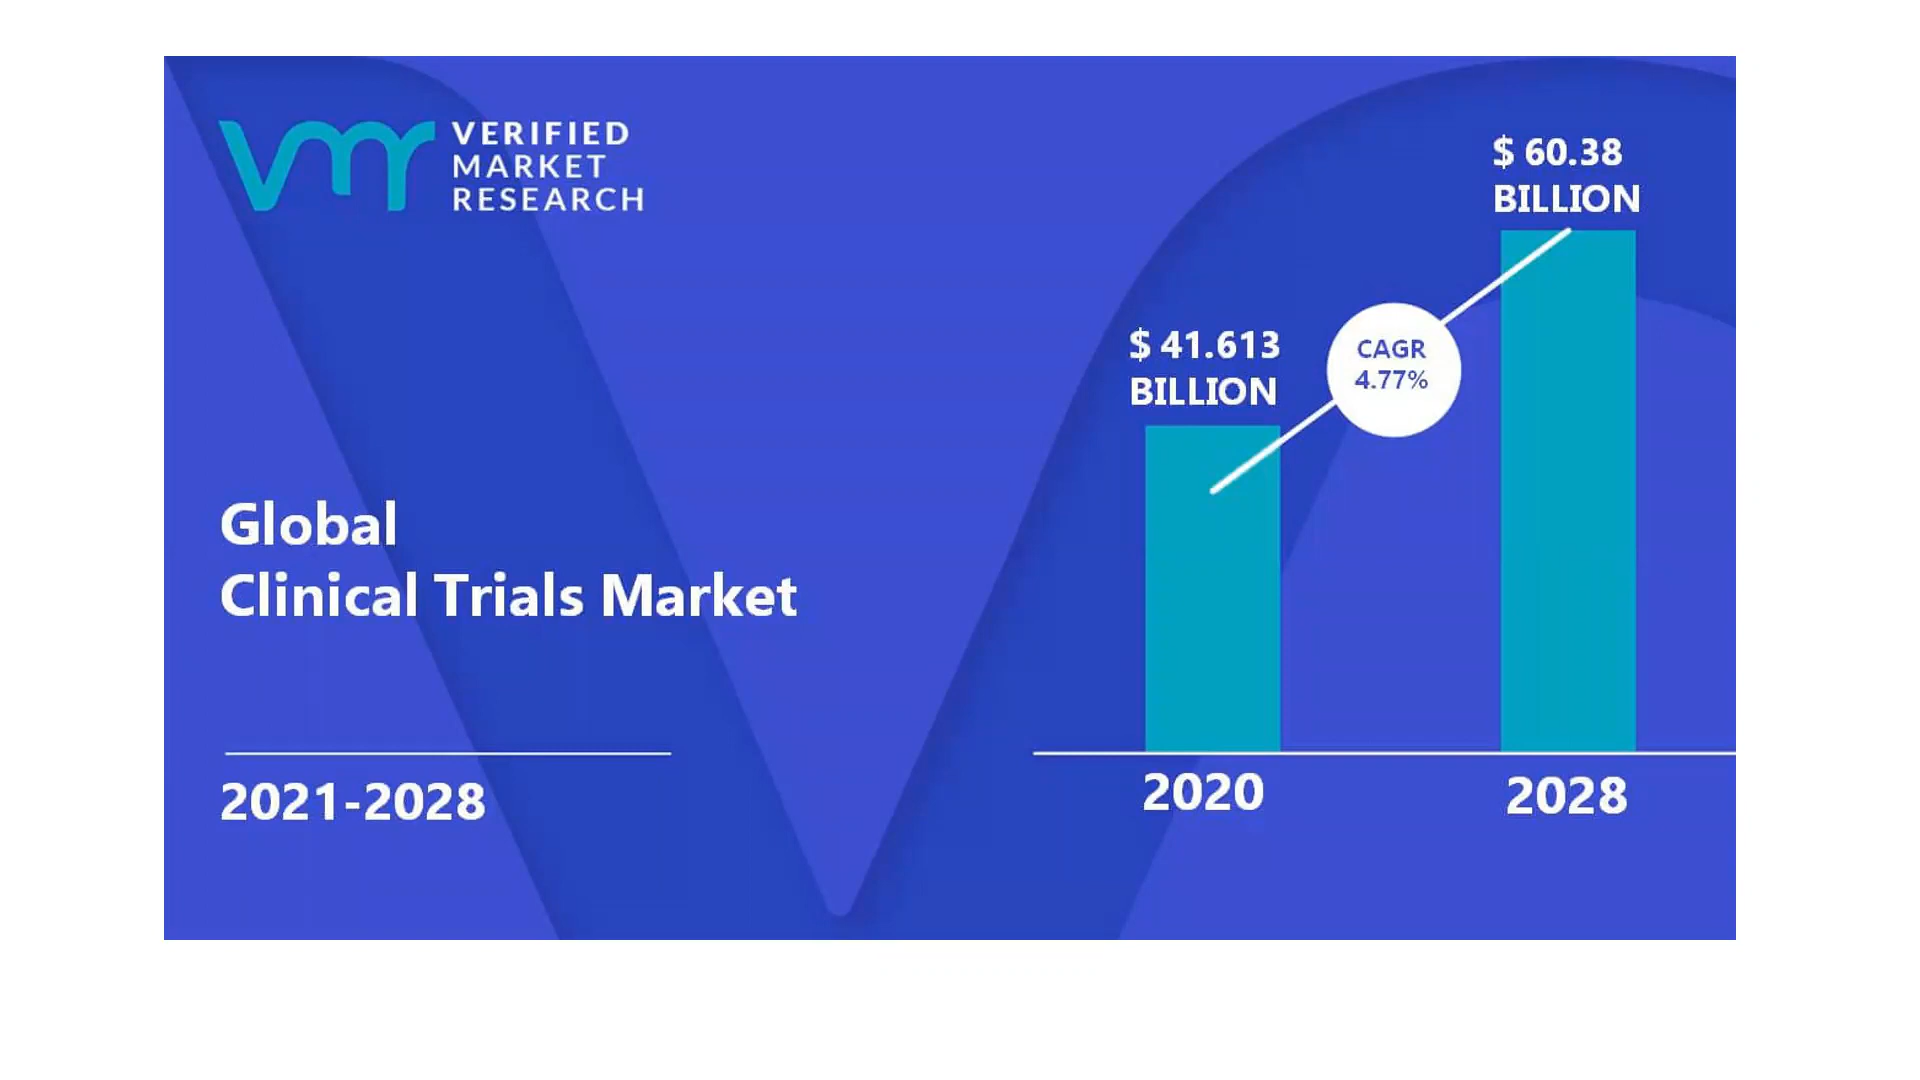 VERIFIED
MARKET
RESEARCH
Global
Clinical Trials Market
2021-2028
$ 60.38
BILLION
$ 41.613
BILLION
CAGR
4.77%
2020
2028